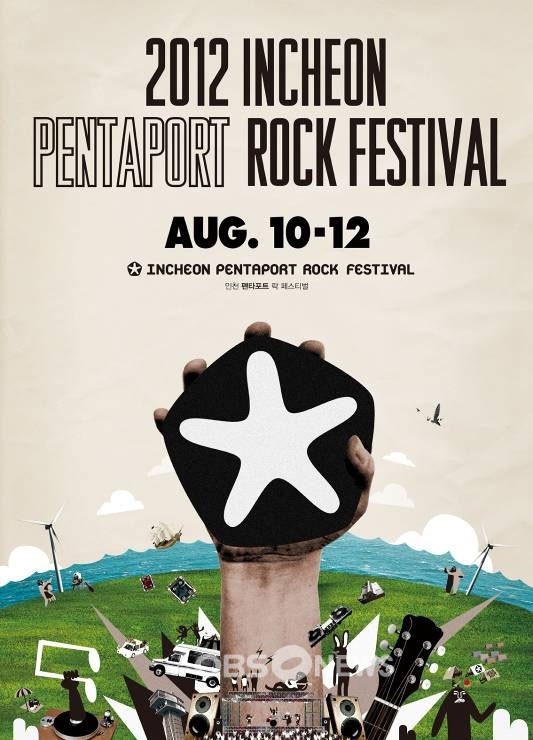 2012 INCHEON
PENTAPORT ROCK FESTIVAL
AUG. 10-12
INCHEON PENTAPORT ROCK FESTIVAL
인천 펜타포트 락 페스티벌
OBS NEWS